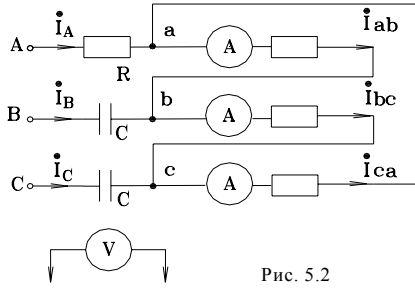 İA a A İab
A R
İB b A İbc
B C
İC c A İca
C C
V
Рис. 5.2